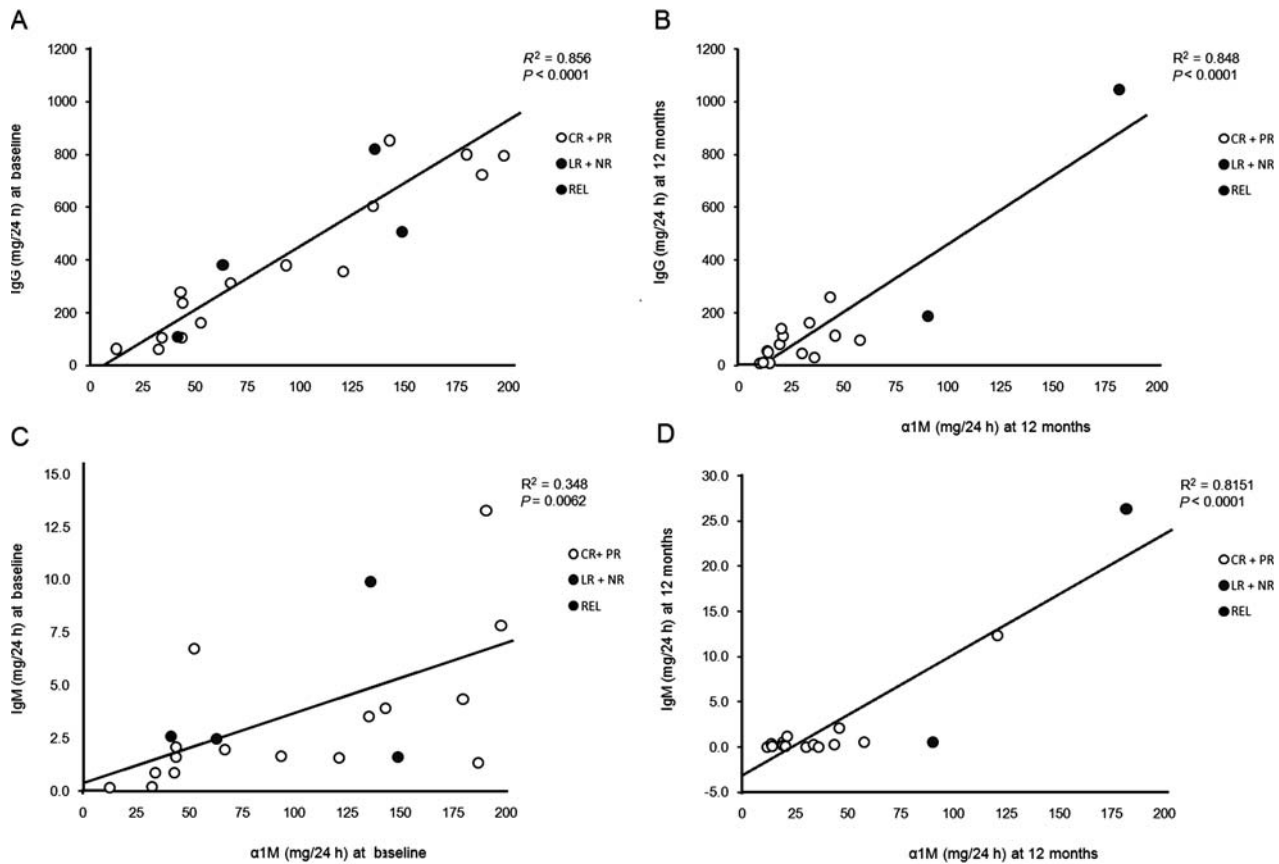 A
1200
1000
800
600
400
200
0
IgG (mg/24 h) at baseline
R² = 0.856
P < 0.0001
CR + PR
LR + NR
REL
0 25 50 75 100 125 150 175 200
B
1200
1000
800
600
400
200
0
IgG (mg/24 h) at 12 months
R² = 0.848
P < 0.0001
CR + PR
LR + NR
REL
0 25 50 75 100 125 150 175 200
α1M (mg/24 h) at 12 months
C
15.0
12.5
10.0
7.5
5.0
2.5
0.0
IgM (mg/24 h) at baseline
R² = 0.348
P = 0.0062
CR+ PR
LR + NR
REL
0 25 50 75 100 125 150 175 200
α1M (mg/24 h) at baseline
D
30.0
25.0
20.0
15.0
10.0
5.0
0.0
-5.0
IgM (mg/24 h) at 12 months
R² = 0.8151
P < 0.0001
CR + PR
LR + NR
REL
0 25 50 75 100 125 150 175 200
α1M (mg/24 h) at 12 months